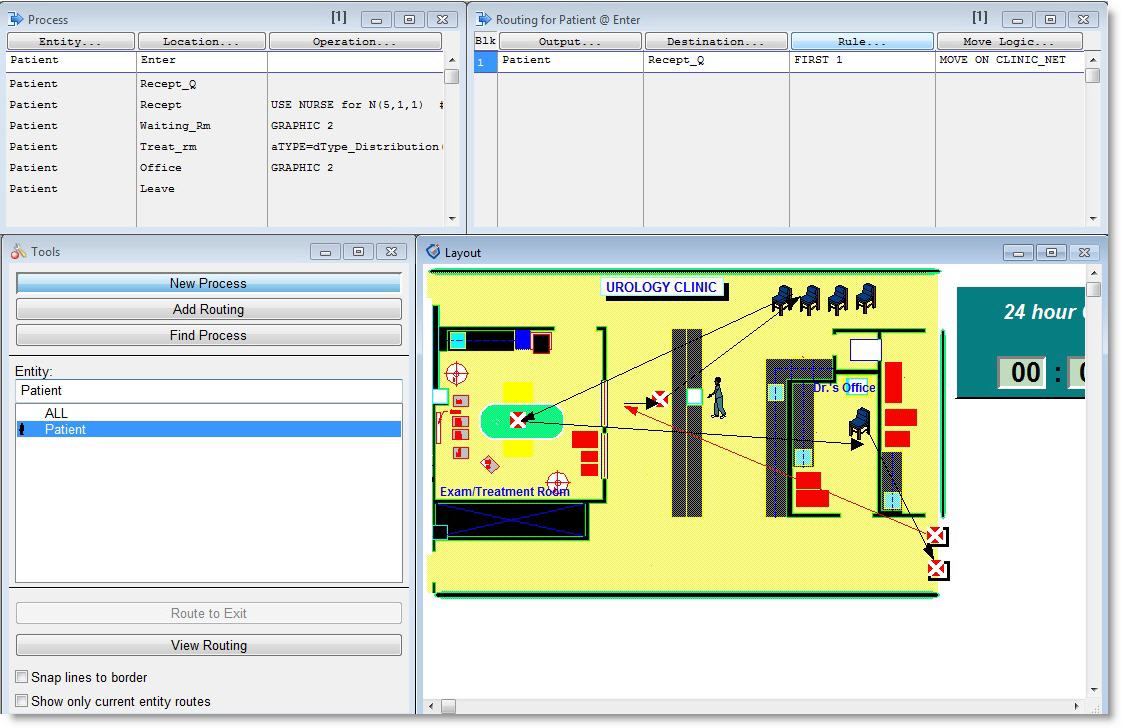 Process [1]
Entity... Location... Operation...
Patient Enter
Patient Recept_Q
Patient Recept USE NURSE for N(5,1,1) #
Patient Waiting_Rm GRAPHIC 2
Patient Treat_rm aTYPE=dType_Distribution(
Patient Office GRAPHIC 2
Patient Leave
Routing for Patient @ Enter [1]
Blk Output... Destination... Rule... Move Logic...
1 Patient Recept_Q FIRST 1 MOVE ON CLINIC_NET
Tools
New Process
Add Routing
Find Process
Entity:
Patient
ALL
Patient
Route to Exit
View Routing
Snap lines to border
Show only current entity routes
Layout
UROLOGY CLINIC
24 hour
00 :
Dr.'s Office
Exam/Treatment Room